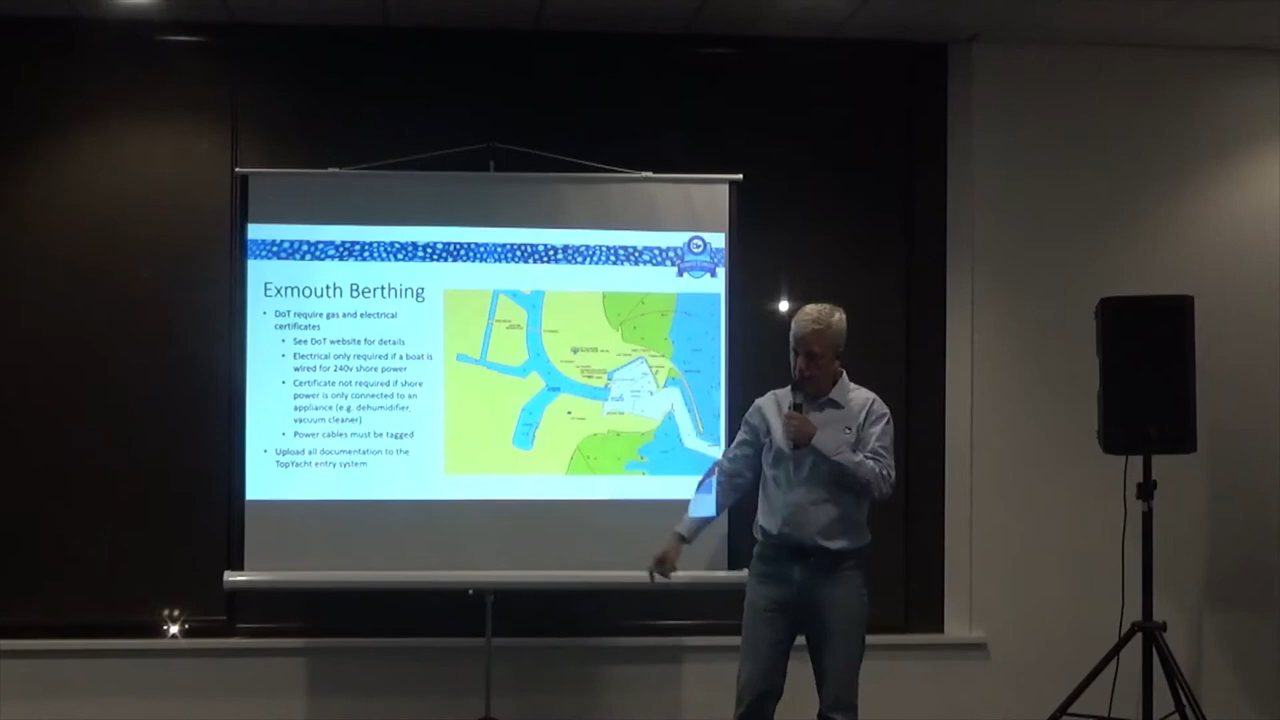 Exmouth Berthing
• DoT require gas and electrical
certificates
• See DoT website for details
• Electrical only required if a boat is
wired for 240v shore power
• Certificate not required if shore
power is only connected to an
appliance (e.g. dehumidifier,
vacuum cleaner)
• Power cables must be tagged
• Upload all documentation to the
TopYacht entry system